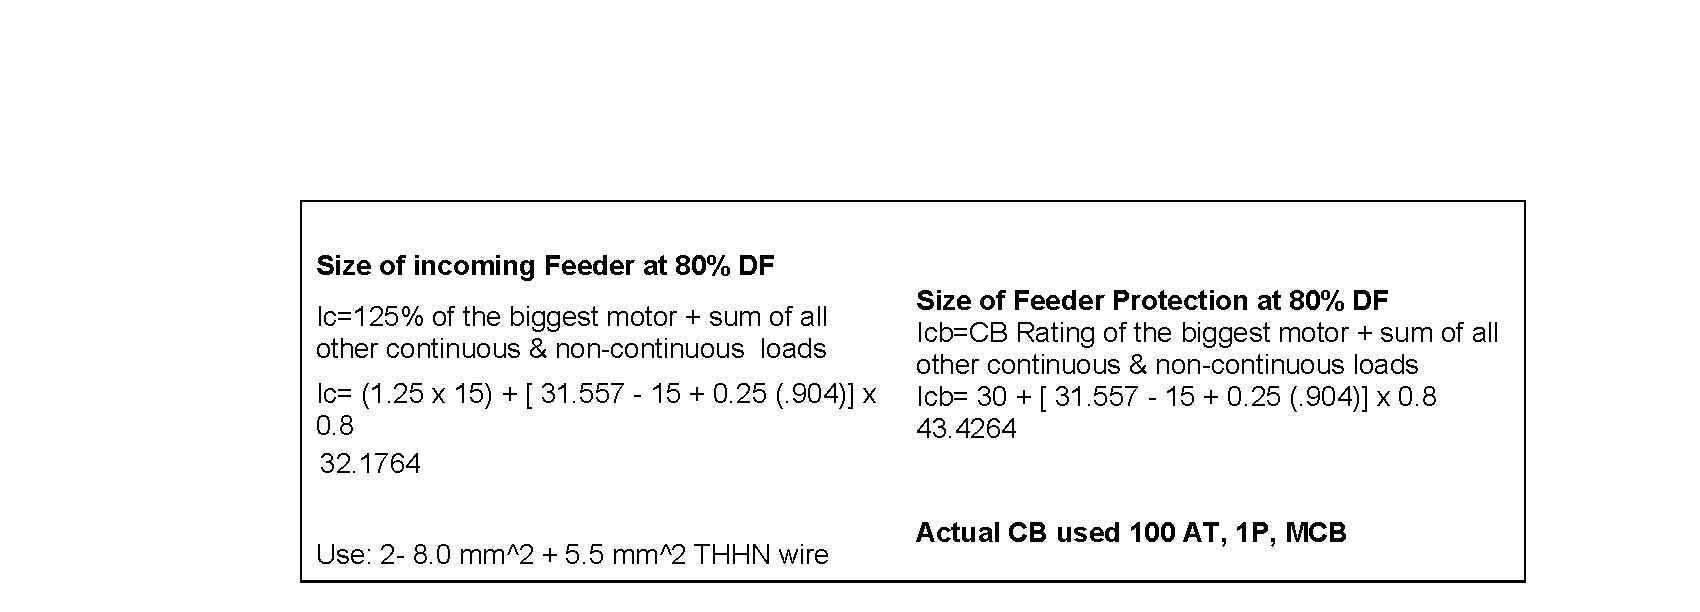 Size of incoming Feeder at 80% DF
Ic=125% of the biggest motor + sum of all
other continuous & non-continuous  loads
Ic= (1.25 x 15) + [ 31.557 - 15 + 0.25 (.904)] x
0.8
32.1764
Use: 2- 8.0 mm^2 + 5.5 mm^2 THHN wire
Size of Feeder Protection at 80% DF
Icb=CB Rating of the biggest motor + sum of all
other continuous & non-continuous loads
Icb= 30 + [ 31.557 - 15 + 0.25 (.904)] x 0.8
43.4264
Actual CB used 100 AT, 1P, MCB